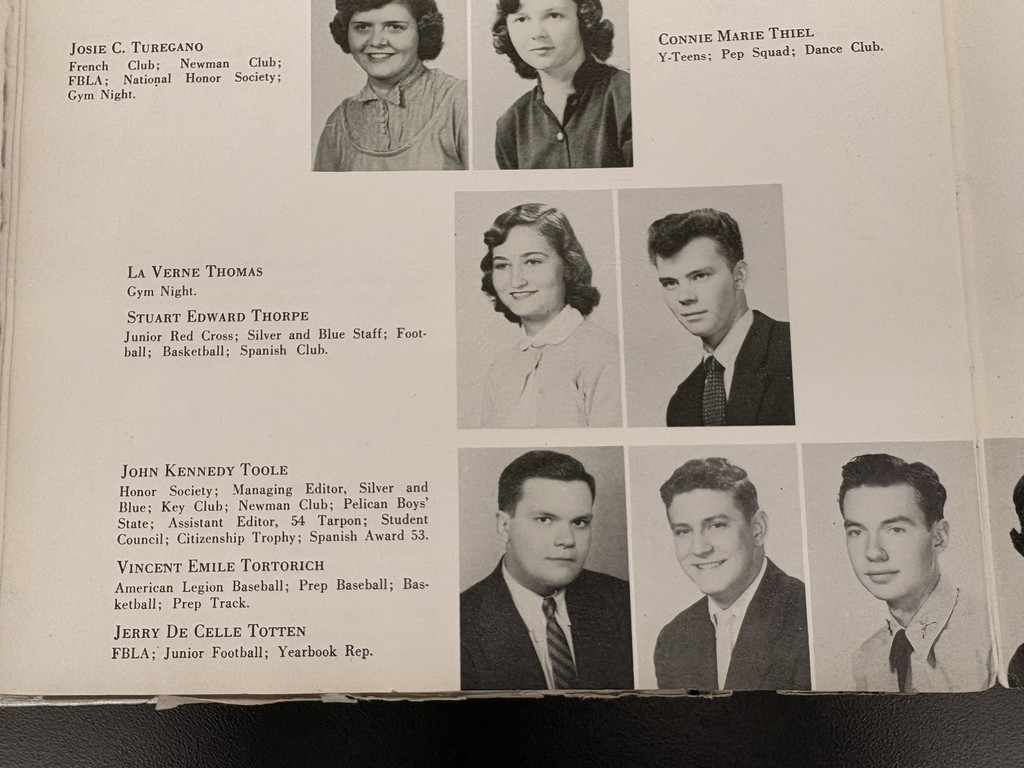 JOSIE C. TUREGANO
French Club; Newman Club;
FBLA; National Honor Society;
Gym Night.
CONNIE MARIE THIEL
Y-Teens; Pep Squad; Dance Club.
LA VERNE THOMAS
Gym Night.
STUART EDWARD THORPE
Junior Red Cross; Silver and Blue Staff; Foot-
ball; Basketball; Spanish Club.
JOHN KENNEDY TOOLE
Honor Society; Managing Editor, Silver and
Blue; Key Club; Newman Club; Pelican Boys'
State; Assistant Editor, 54 Tarpon; Student
Council; Citizenship Trophy; Spanish Award 53.
VINCENT EMILE TORTORICH
American Legion Baseball; Prep Baseball; Bas-
ketball; Prep Track.
JERRY DE CELLE TOTTEN
FBLA; Junior Football; Yearbook Rep.